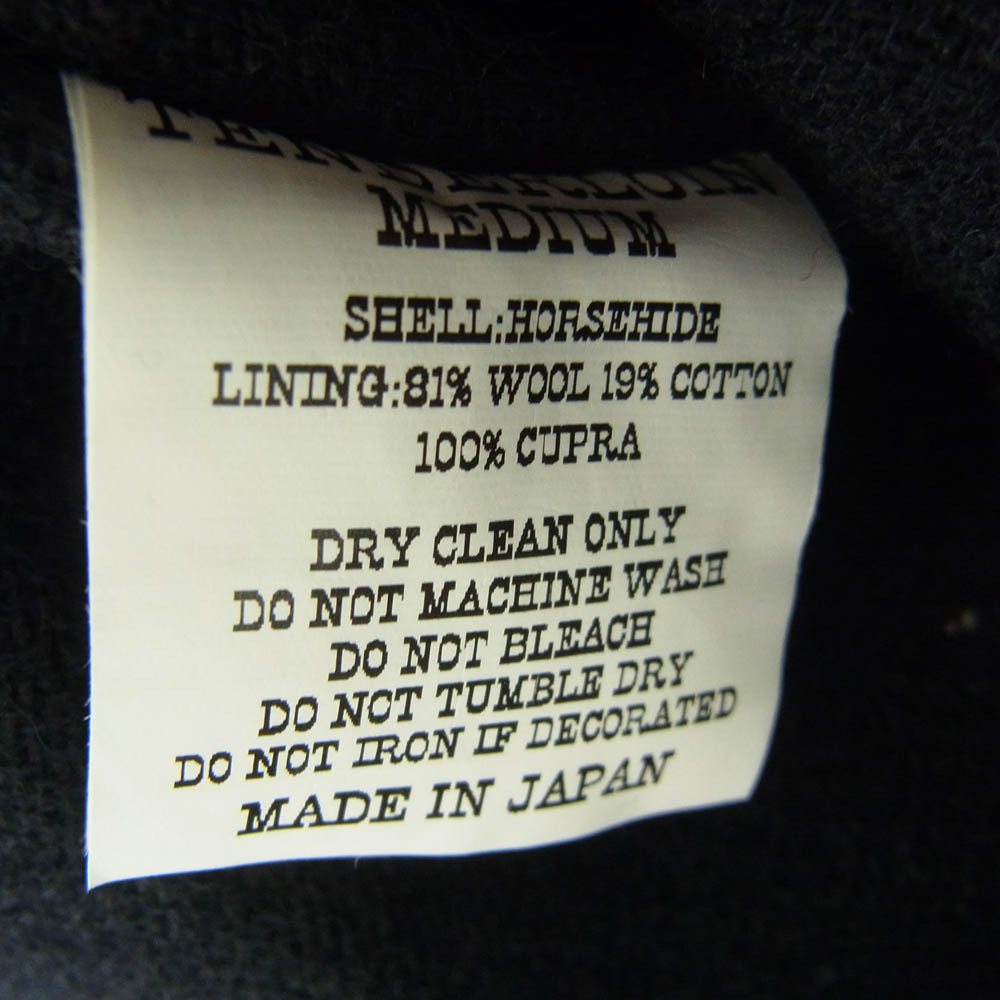 TENDERLOIN
MEDIUM
SHELL:HORSEHIDE
LINING:81% WOOL 19% COTTON
100% CUPRA
DRY CLEAN ONLY
DO NOT MACHINE WASH
DO NOT BLEACH
DO NOT TUMBLE DRY
DO NOT IRON IF DECORATED
MADE IN JAPAN